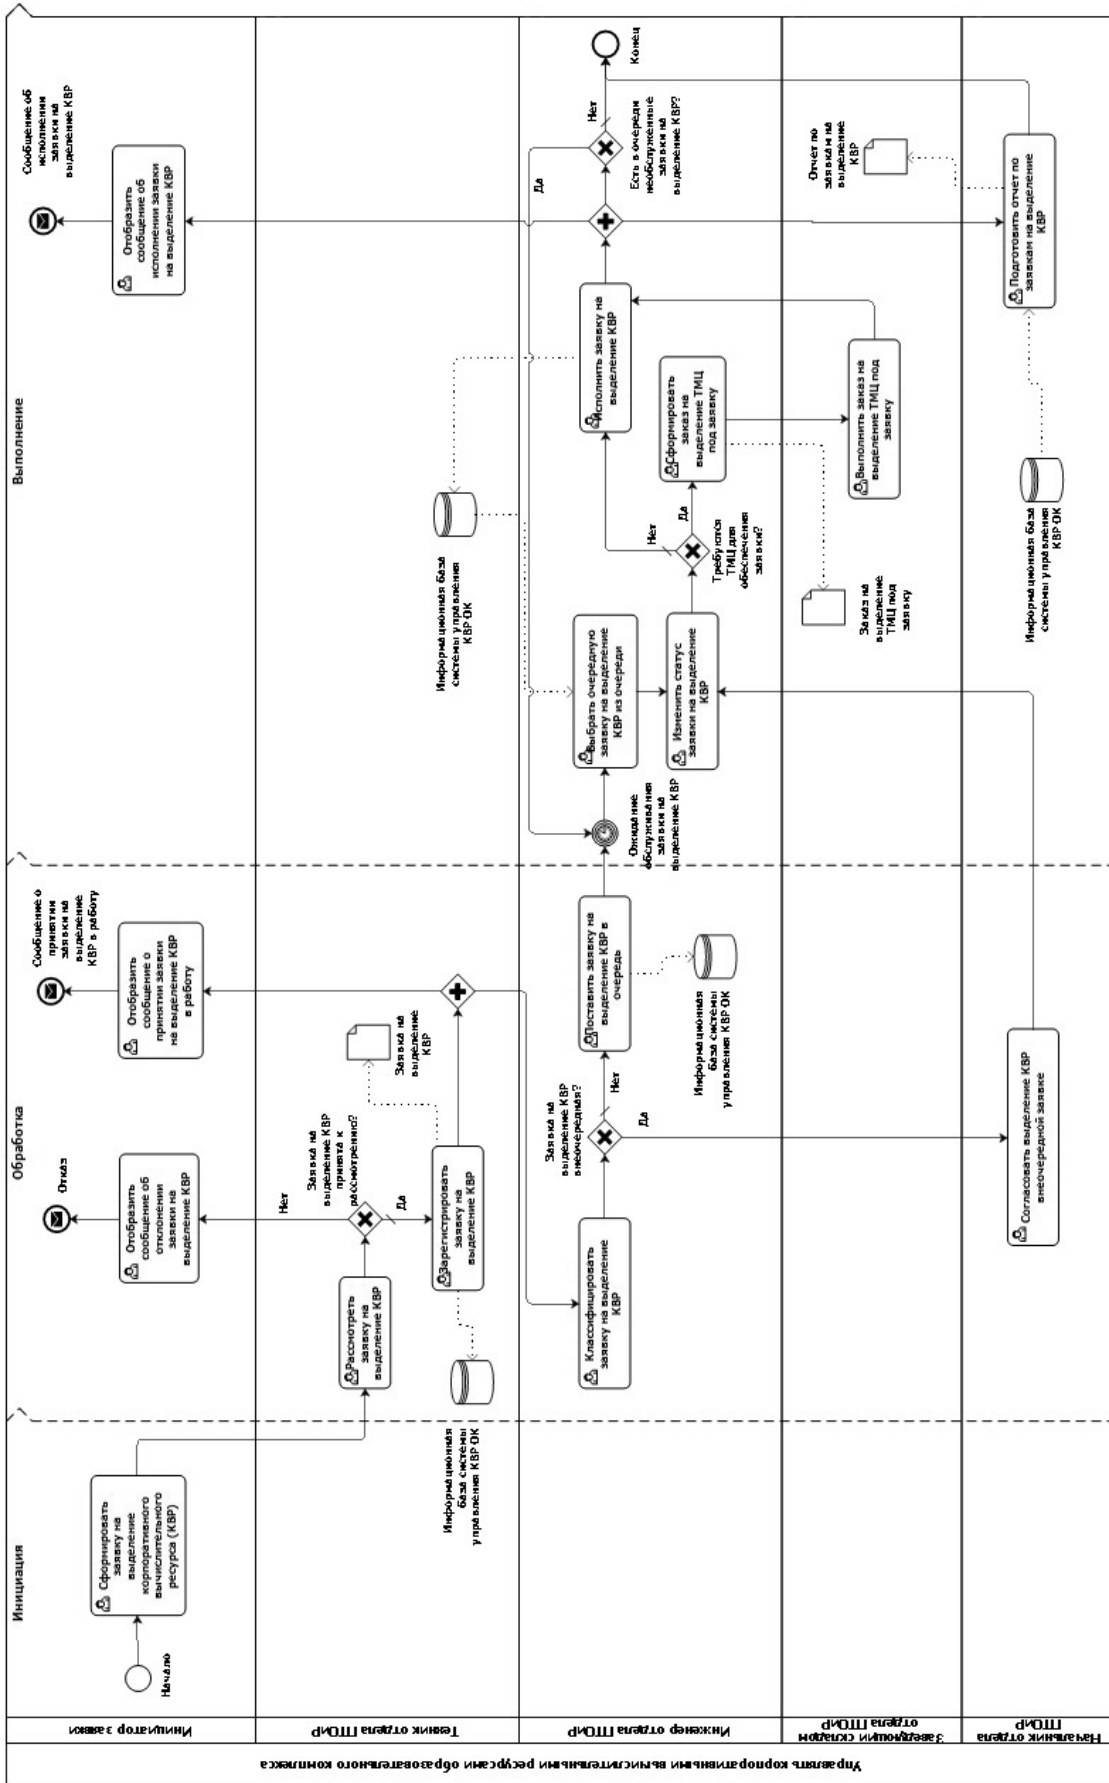 Управлять корпоративными вычислительными ресурсами образовательного комплекса
Инициатор заявки
Техник отдела ПТОиР
Инженер отдела ПТОиР
Заведующий складом
отдела ПТОиР
Начальник отдела
ПТОиР
Инициация
Обработка
Выполнение
Начало
Сформировать
заявку на
выделение
корпоративного
вычислительного
ресурса (КВР)
Отобразить
сообщение об
отклонении
заявки на
выделение КВР
Отказ
Отобразить
сообщение о
принятии заявки
на выделение КВР
в работу
Сообщение о
принятии
заявки на
выделение
КВР в работу
Отобразить
сообщение об
исполнении заявки
на выделение КВР
Сообщение об
исполнении
заявки на
выделение КВР
Рассмотреть
заявку на
выделение КВР
Нет
Заявка на
выделение КВР
принята к
рассмотрению?
Да
Зарегистрировать
заявку на
выделение КВР
Заявка на
выделение
КВР
Информационная
база системы
управления КВР ОК
Информационная база
системы управления
КВР ОК
Классифицировать
заявку на выделение
КВР
Заявка на
выделение КВР
внеочередная?
Нет
Да
Поставить заявку на
выделение КВР в
очередь
Информационная
база системы
управления КВР ОК
Ожидание
обслуживания
заявки на
выделение КВР
Выбрать очередную
заявку на выделение
КВР из очереди
Изменить статус
заявки на выделение
КВР
Нет
Да
Требуются
ТМЦ для
обеспечения
заявки?
Исполнить заявку на
выделение КВР
Сформировать
заказ на
выделение ТМЦ
под заявку
Да
Нет
Есть в очереди
необслуженные
заявки на
выделение КВР?
Конец
Заказ на
выделение
ТМЦ под
заявку
Выполнить заказ на
выделение ТМЦ под
заявку
Отчет по
заявкам на
выделение
КВР
Согласовать выделение КВР
внеочередной заявке
Информационная база
системы управления
КВР ОК
Подготовить отчет по
заявкам на выделение
КВР